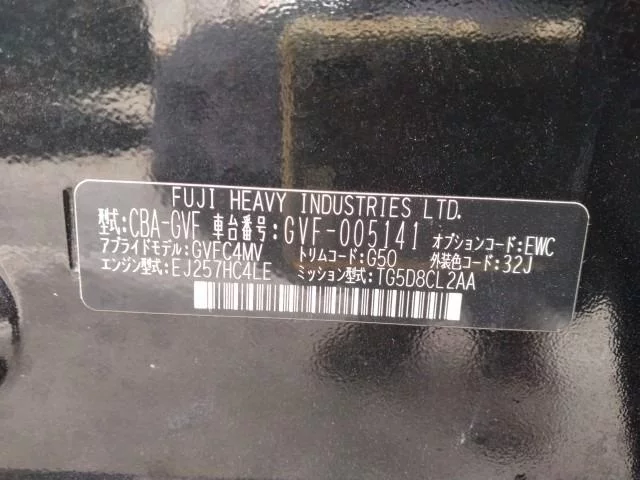 FUJI HEAVY INDUSTRIES LTD.
型式:CBA-GVF 車台番号:GVF-005141 オプションコード:EWC
アプライドモデル:GVFC4MV トリムコード:G50 外装色コード:32J
エンジン型式:EJ257HC4LE ミッション型式:TG5D8CL2AA